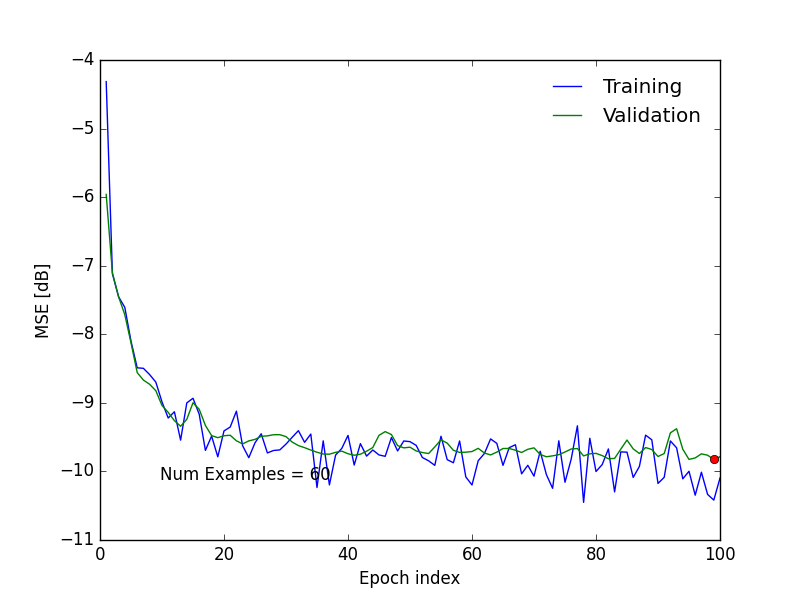 Training
Validation
−4
−5
−6
−7
−8
−9
−10
−11
MSE [dB]
Num Examples = 60
0 20 40 60 80 100
Epoch index